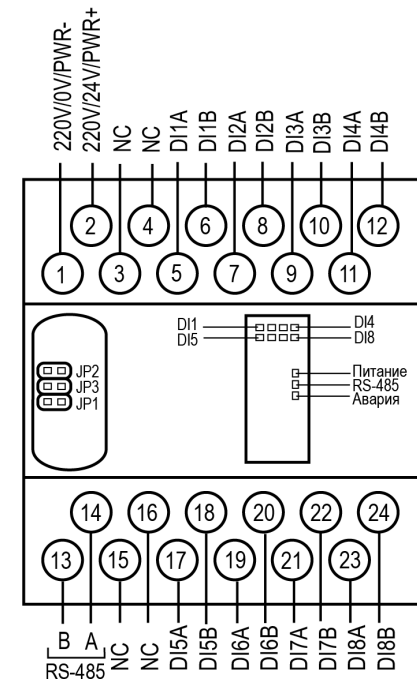 220V/0V/PWR-
220V/24V/PWR+
NC
NC
DI1A
DI1B
DI2A
DI2B
DI3A
DI3B
DI4A
DI4B
2
4
6
8
10
12
1
3
5
7
9
11
DI1
DI5
DI4
DI8
JP2
JP3
JP1
Питание
RS-485
Авария
14
16
18
20
22
24
13
15
17
19
21
23
B
A
RS-485
NC
NC
DI5A
DI5B
DI6A
DI6B
DI7A
DI7B
DI8A
DI8B